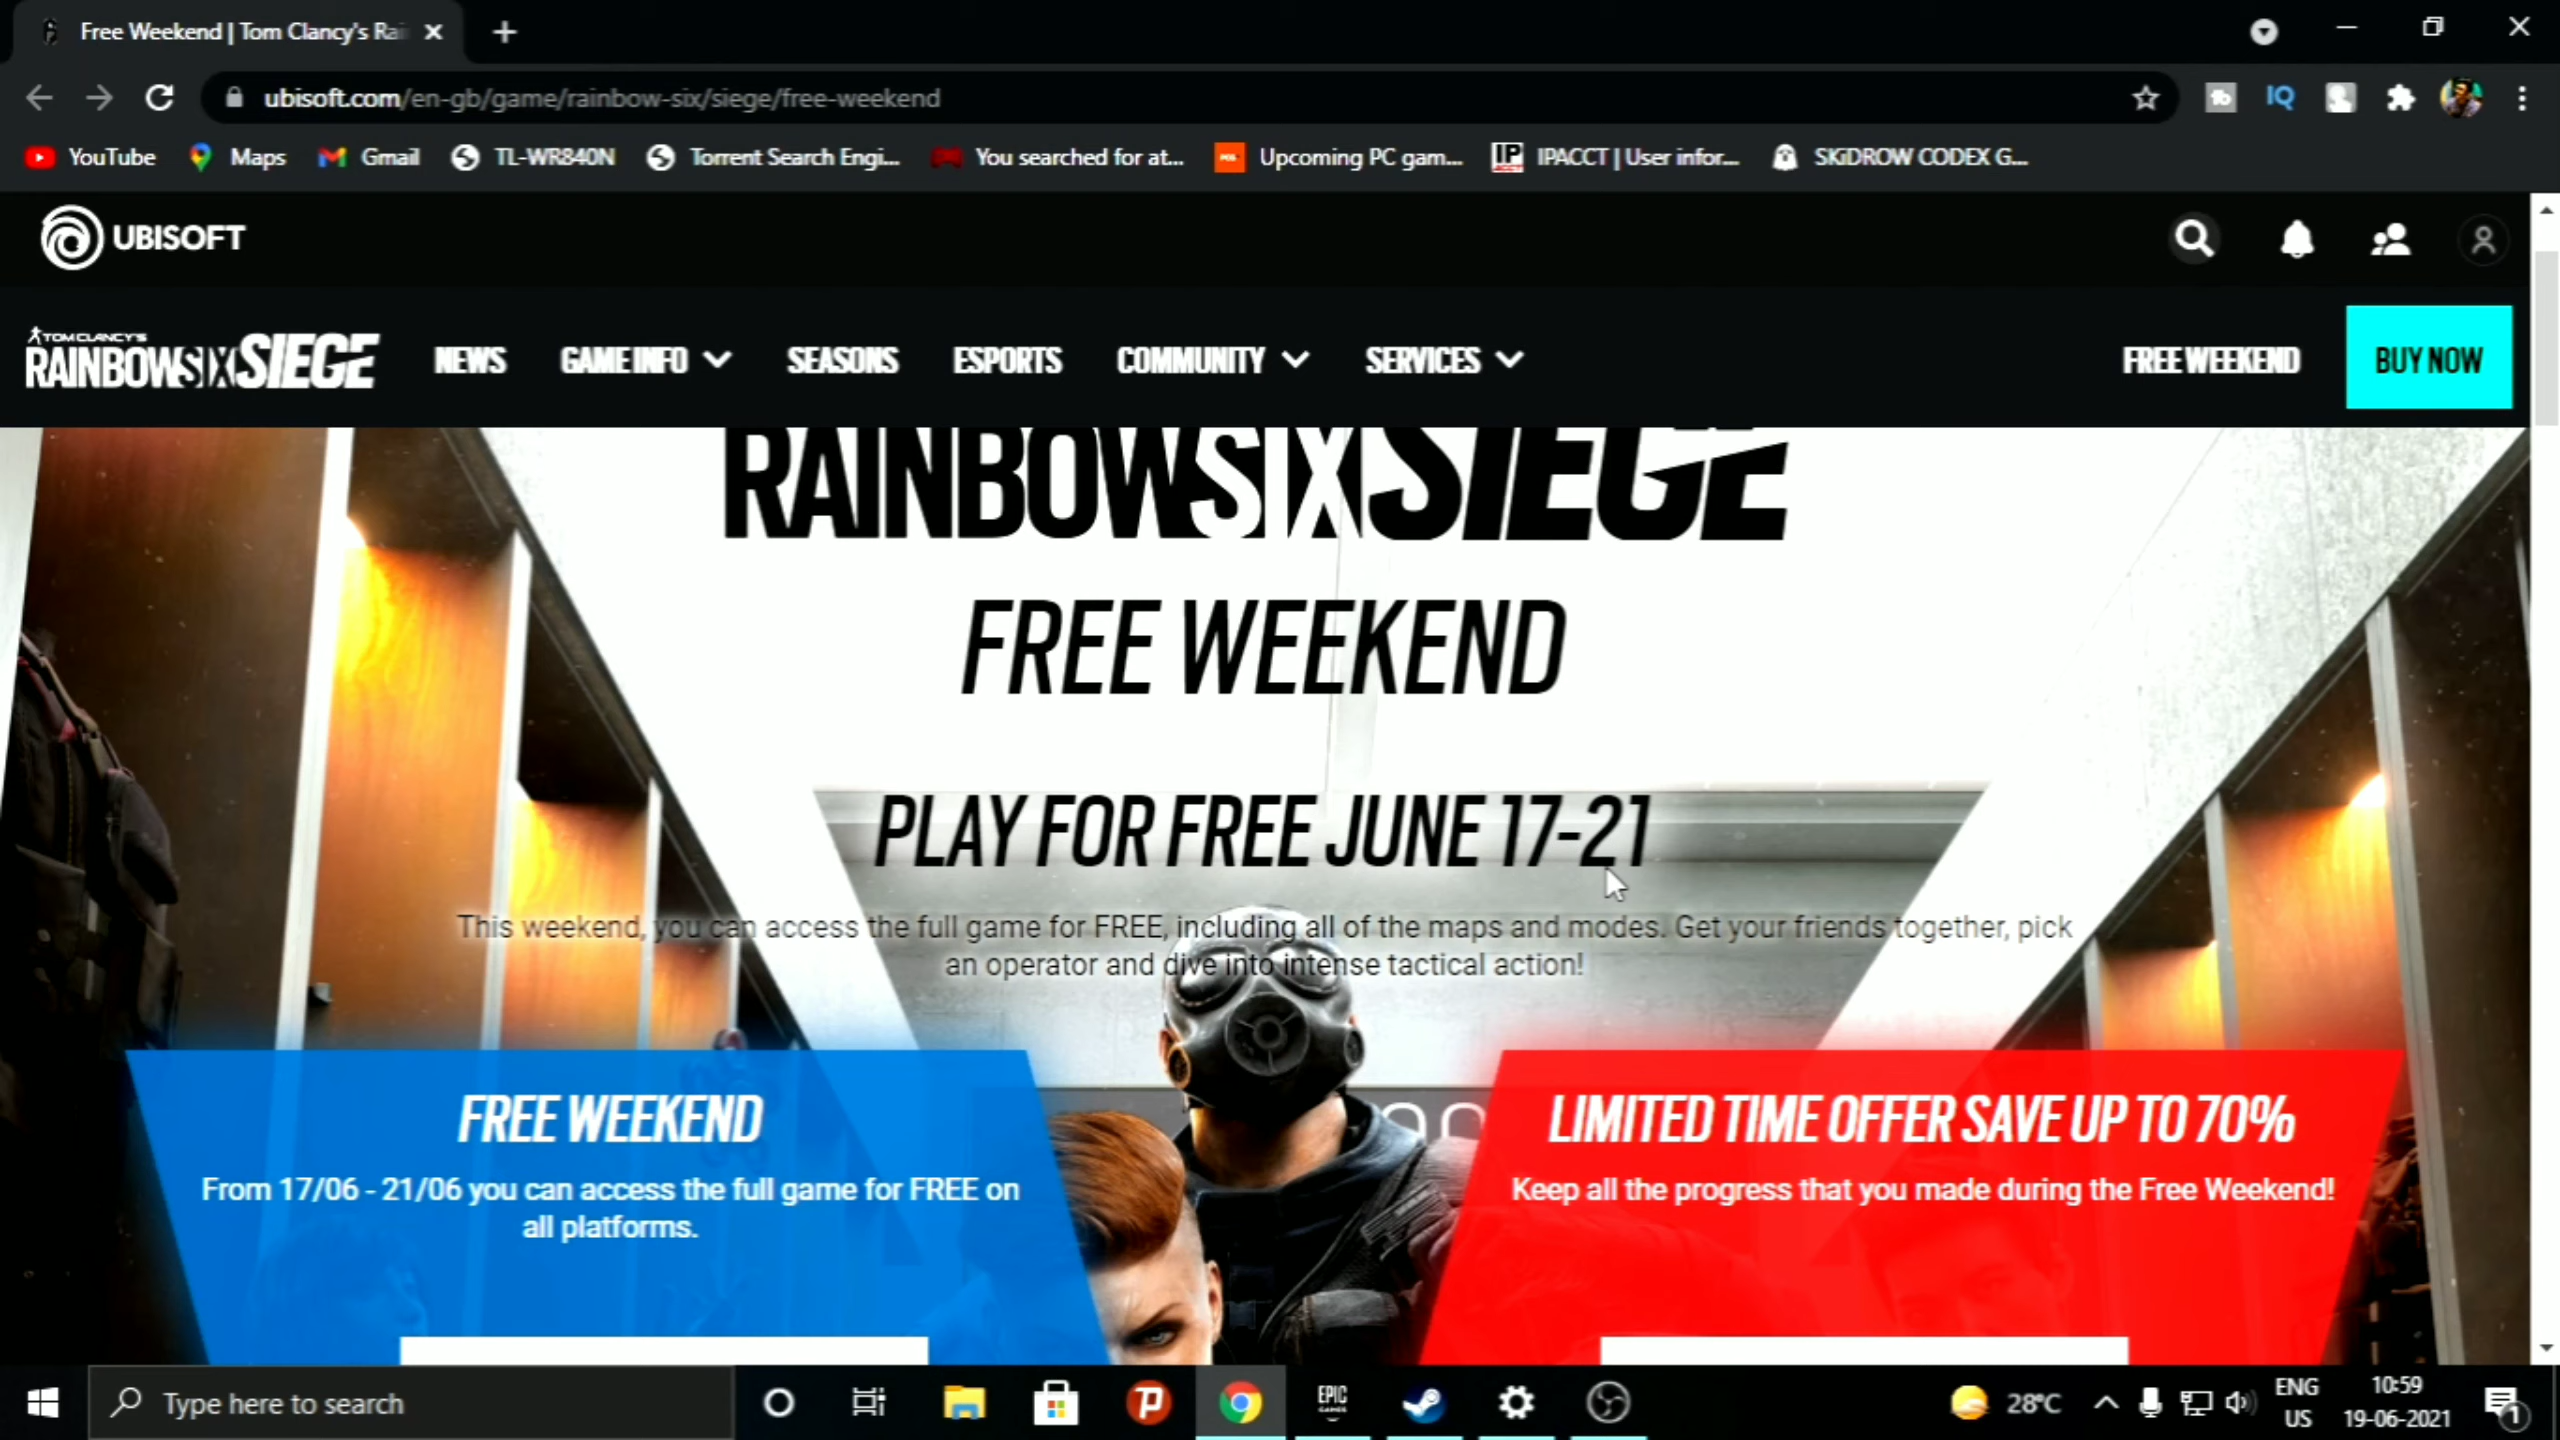 Free Weekend | Tom Clancy's Rai
ubisoft.com/en-gb/game/rainbow-six/siege/free-weekend
IQ
YouTube
Maps
Gmail
TL-WR840N
Torrent Search Engi...
You searched for at...
Upcoming PC gam...
IP
IPACCT | User infor...
SKiDROW CODEX G...
UBISOFT
TOM CLANCY'S
RAINBOWSIX SIEGE
NEWS
GAME INFO
SEASONS
ESPORTS
COMMUNITY
SERVICES
FREE WEEKEND
BUY NOW
RAINBOWSIX SIEGE
FREE WEEKEND
PLAY FOR FREE JUNE 17-21
This weekend, you can access the full game for FREE, including all of the maps and modes. Get your friends together, pick
an operator and dive into intense tactical action!
FREE WEEKEND
From 17/06 - 21/06 you can access the full game for FREE on
all platforms.
LIMITED TIME OFFER SAVE UP TO 70%
Keep all the progress that you made during the Free Weekend!
Type here to search
EPIC
GAMES
28°C
ENG
US
10:59
19-06-2021
1